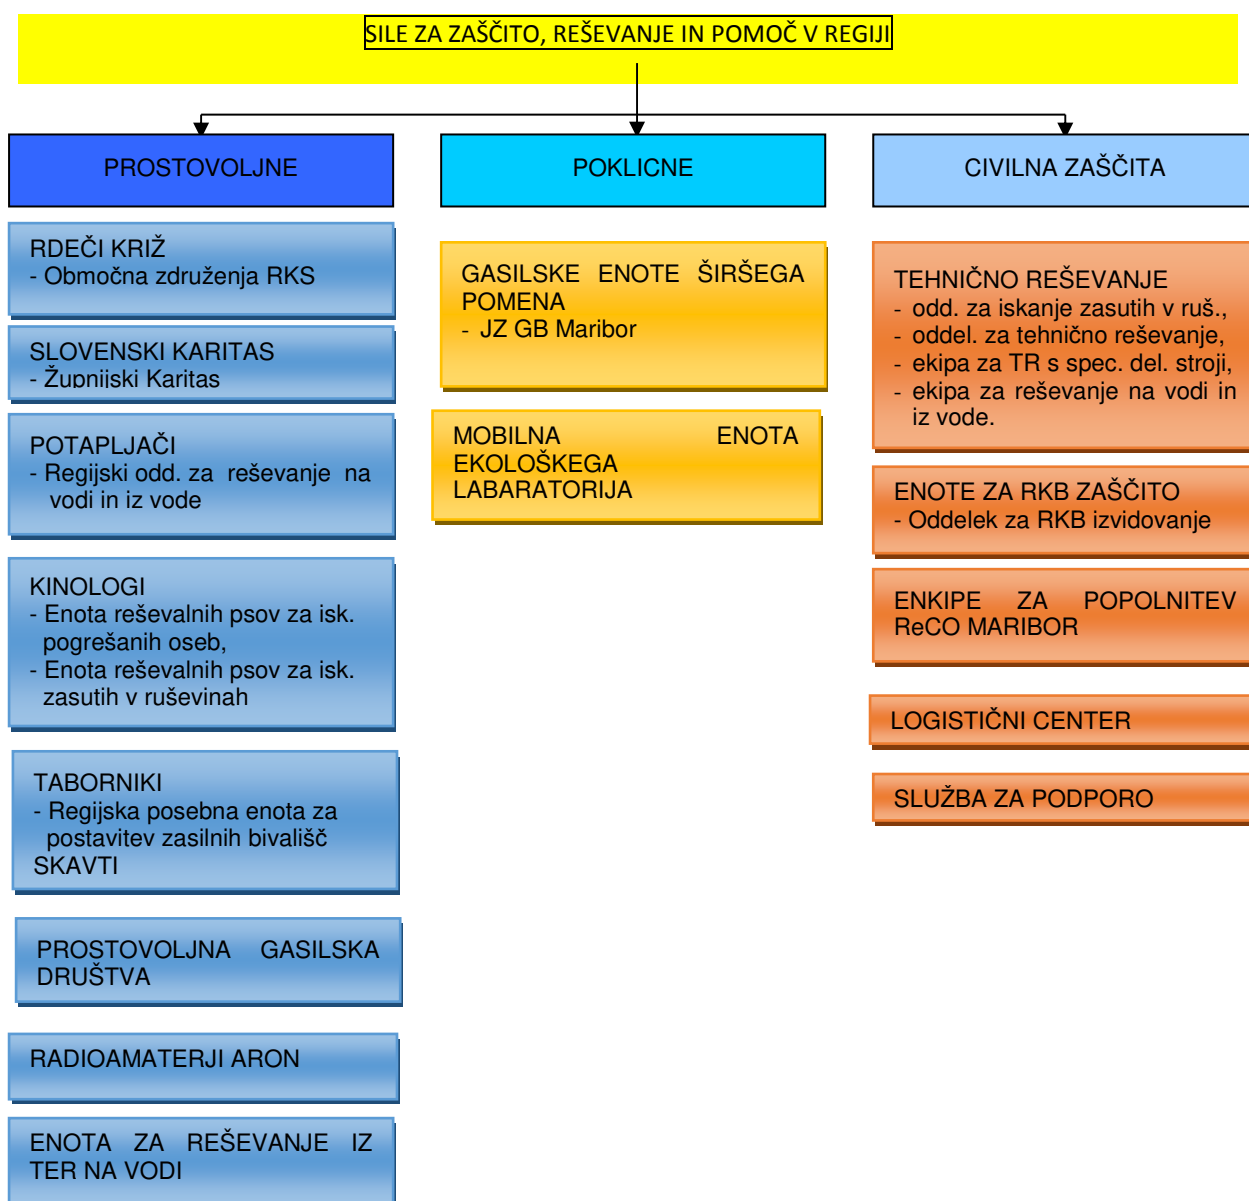 SILE ZA ZAŠČITO, REŠEVANJE IN POMOČ V REGIJI
PROSTOVOLJNE
RDEČI KRIŽ
- Območna združenja RKS
SLOVENSKI KARITAS
- Župnijski Karitas
POTAPLJAČI
- Regijski odd. za reševanje na
vodi in iz vode
KINOLOGI
- Enota reševalnih psov za isk.
pogrešanih oseb,
- Enota reševalnih psov za isk.
zasutih v ruševinah
TABORNIKI
- Regijska posebna enota za
postavitev zasilnih bivališč
SKAVTI
PROSTOVOLJNA GASILSKA
DRUŠTVA
RADIOAMATERJI ARON
ENOTA ZA REŠEVANJE IZ
TER NA VODI
POKLICNE
GASILSKE ENOTE ŠIRŠEGA
POMENA
- JZ GB Maribor
MOBILNA ENOTA
EKOLOŠKEGA
LABARATORIJA
CIVILNA ZAŠČITA
TEHNIČNO REŠEVANJE
- odd. za iskanje zasutih v ruš.,
- oddel. za tehnično reševanje,
- ekipa za TR s spec. del. stroji,
- ekipa za reševanje na vodi in
iz vode.
ENOTE ZA RKB ZAŠČITO
- Oddelek za RKB izvidovanje
ENKIPE ZA POPOLNITEV
ReCO MARIBOR
LOGISTIČNI CENTER
SLUŽBA ZA PODPORO